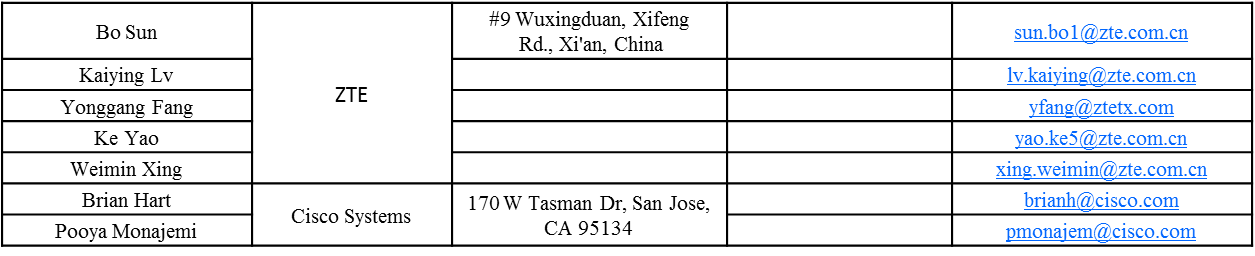 Bo Sun
ZTE
#9 Wuxingduan, Xifeng
Rd., Xi'an, China
sun.bo1@zte.com.cn
Kaiying Lv
lv.kaiying@zte.com.cn
Yonggang Fang
yfang@ztetx.com
Ke Yao
yao.ke5@zte.com.cn
Weimin Xing
xing.weimin@zte.com.cn
Brian Hart
Cisco Systems
170 W Tasman Dr, San Jose,
CA 95134
brianh@cisco.com
Pooya Monajemi
pmonajem@cisco.com